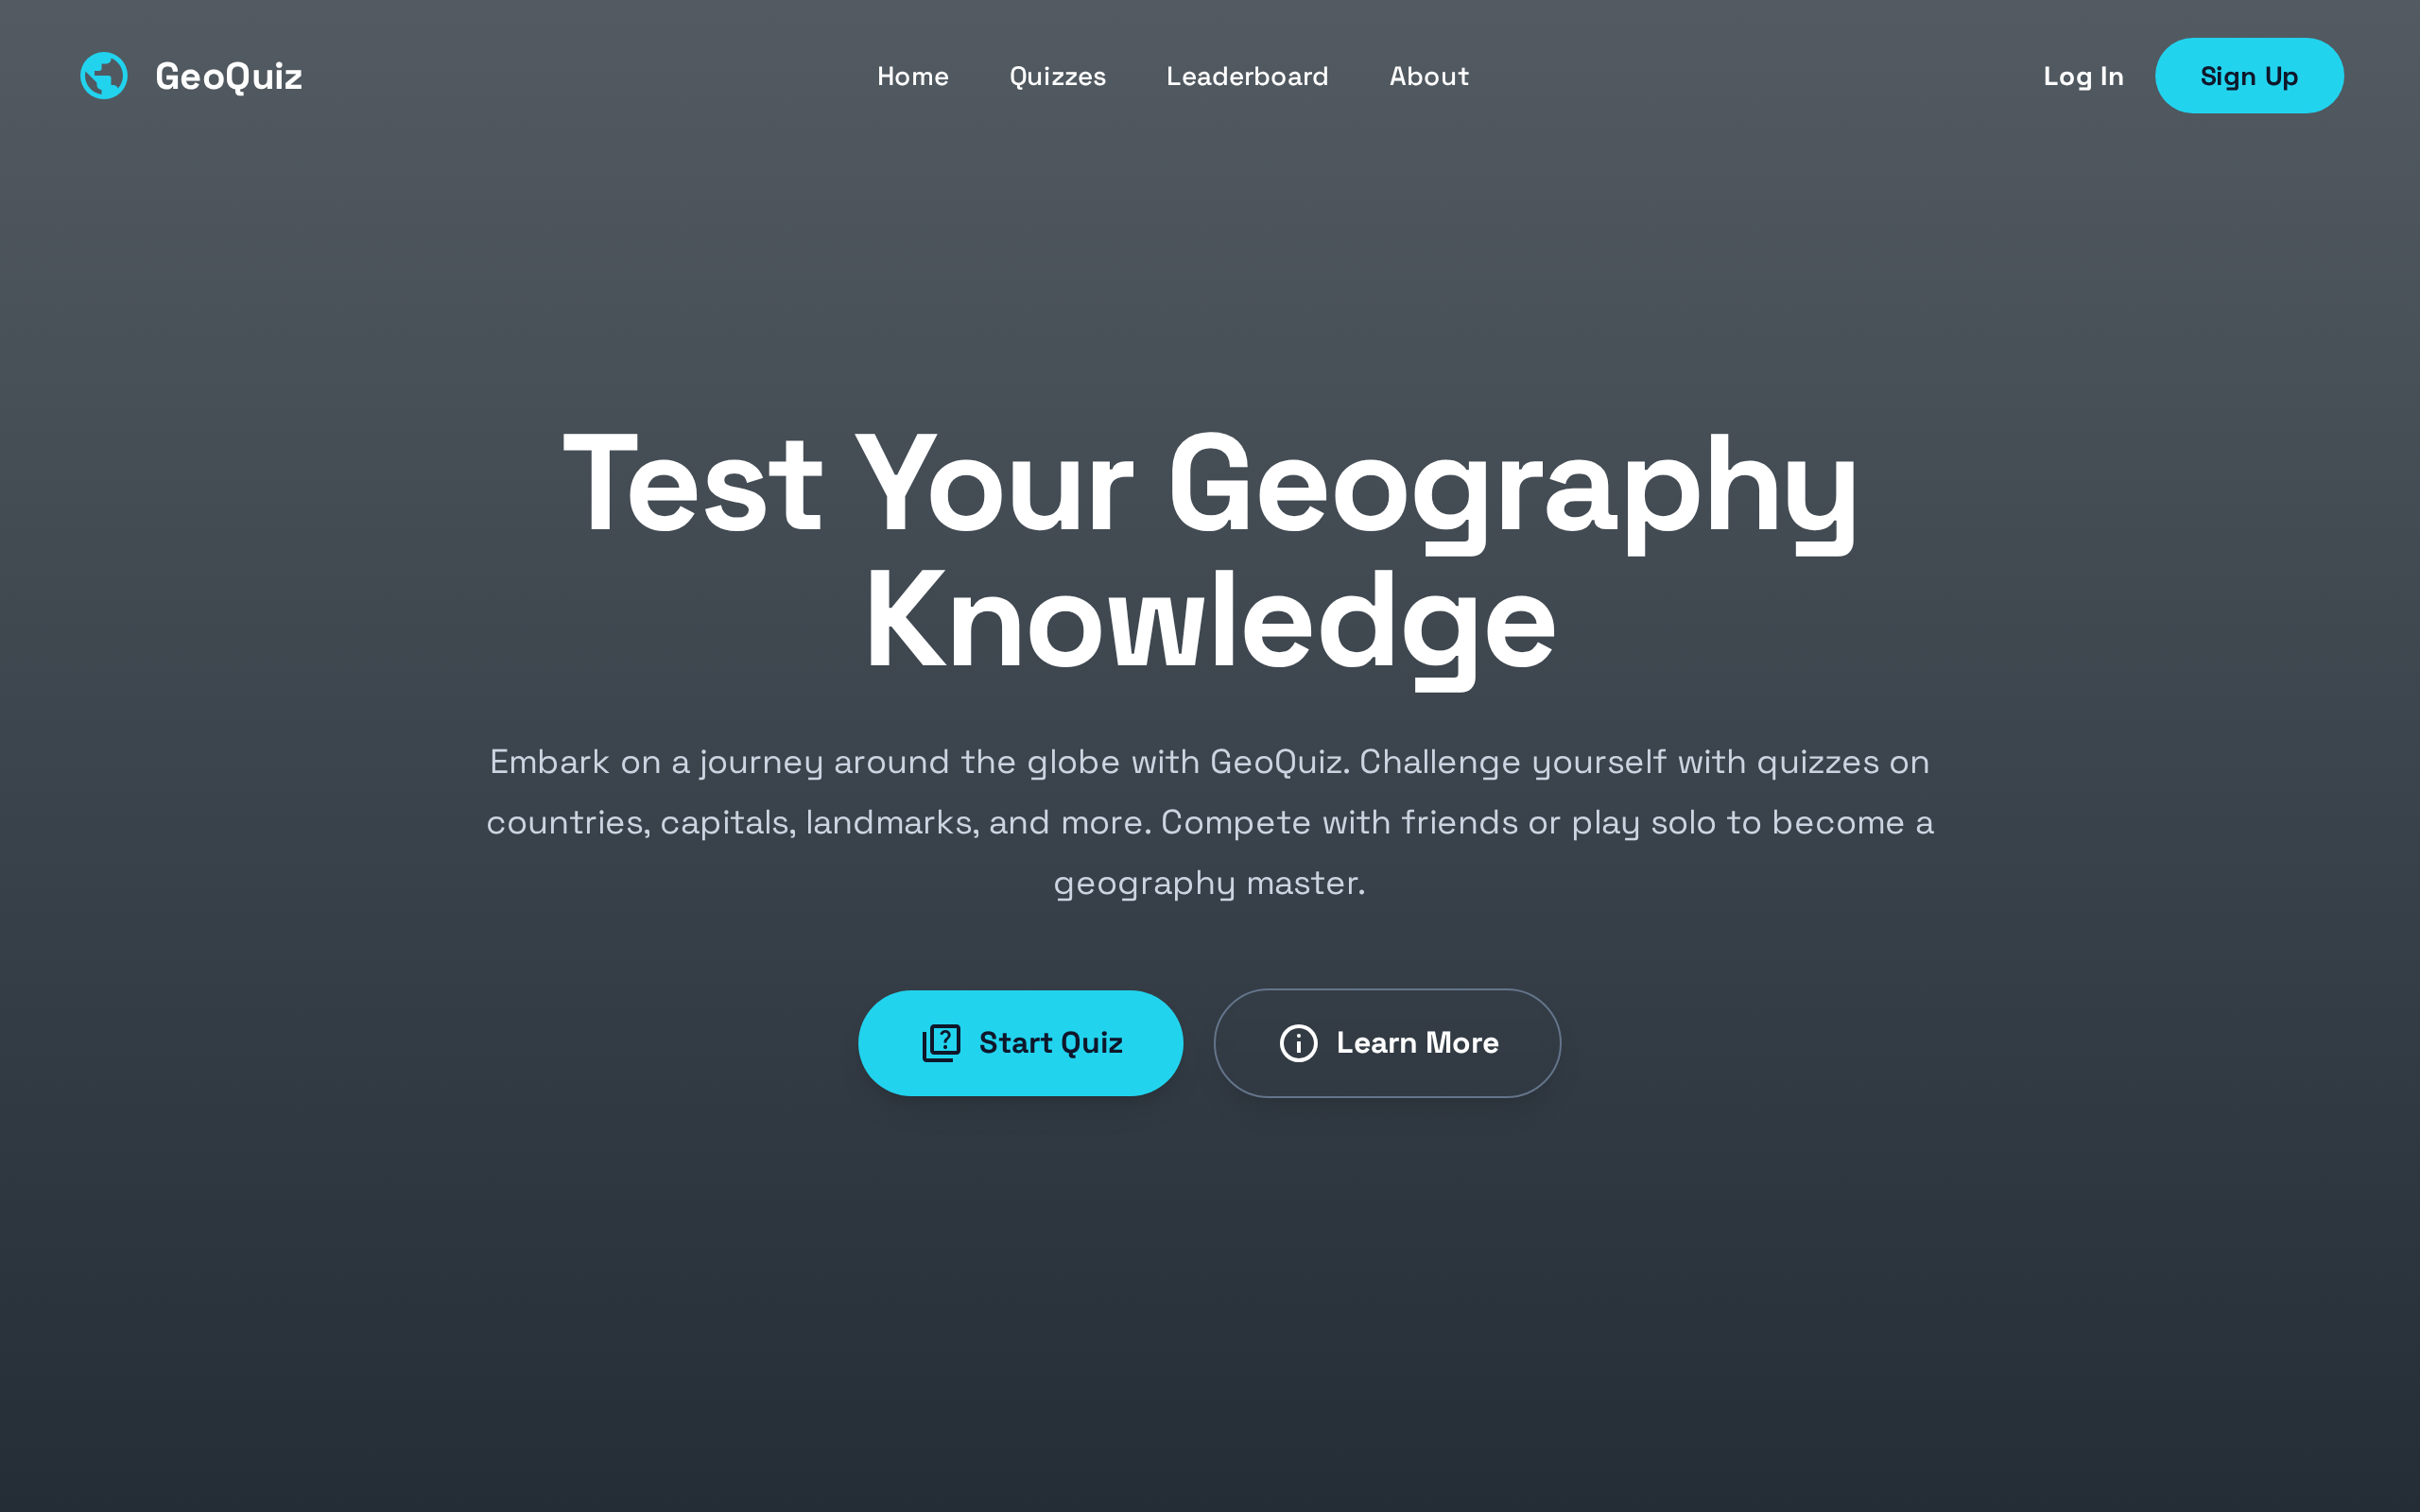 GeoQuiz
Home
Quizzes
Leaderboard
About
Log In
Sign Up
Test Your Geography
Knowledge
Embark on a journey around the globe with GeoQuiz. Challenge yourself with quizzes on
countries, capitals, landmarks, and more. Compete with friends or play solo to become a
geography master.
Start Quiz
Learn More